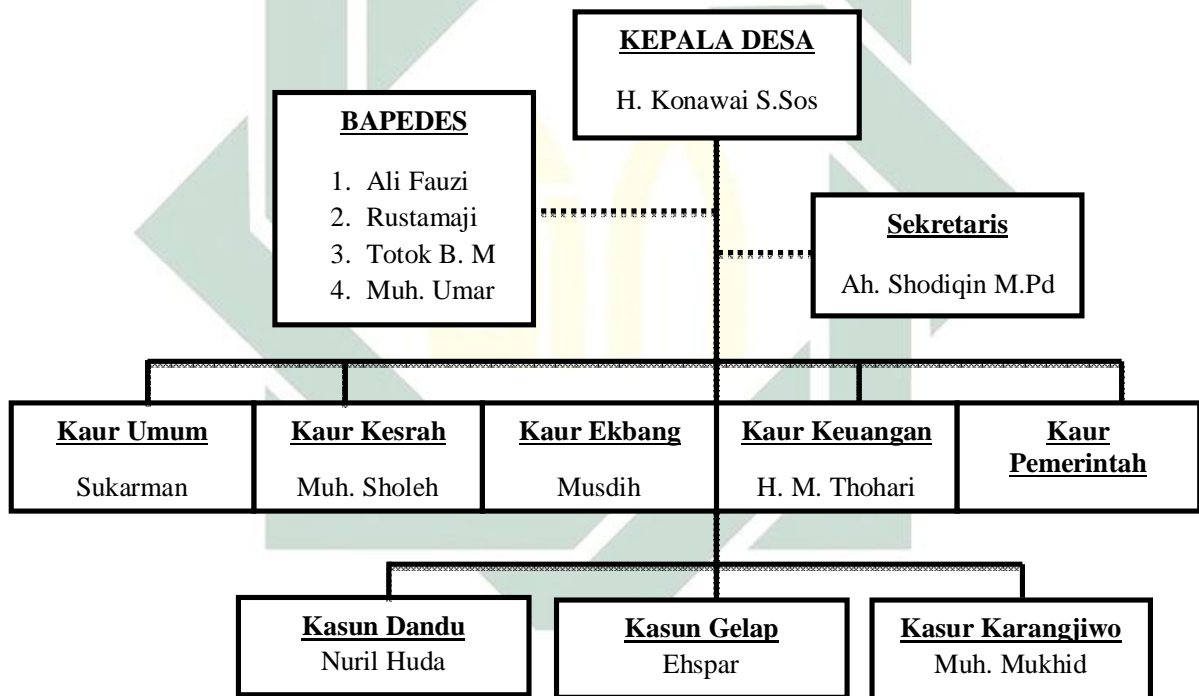 KEPALA DESA
H. Konawai S.Sos
BAPEDES
1. Ali Fauzi
2. Rustamaji
3. Totok B. M
4. Muh. Umar
Sekretaris
Ah. Shodiqin M.Pd
Kaur Umum
Sukarman
Kaur Kesrah
Muh. Sholeh
Kaur Ekbang
Musdih
Kaur Keuangan
H. M. Thohari
Kaur
Pemerintah
Kasun Dandu
Nuril Huda
Kasun Gelap
Ehspar
Kasur Karangjiwo
Muh. Mukhid